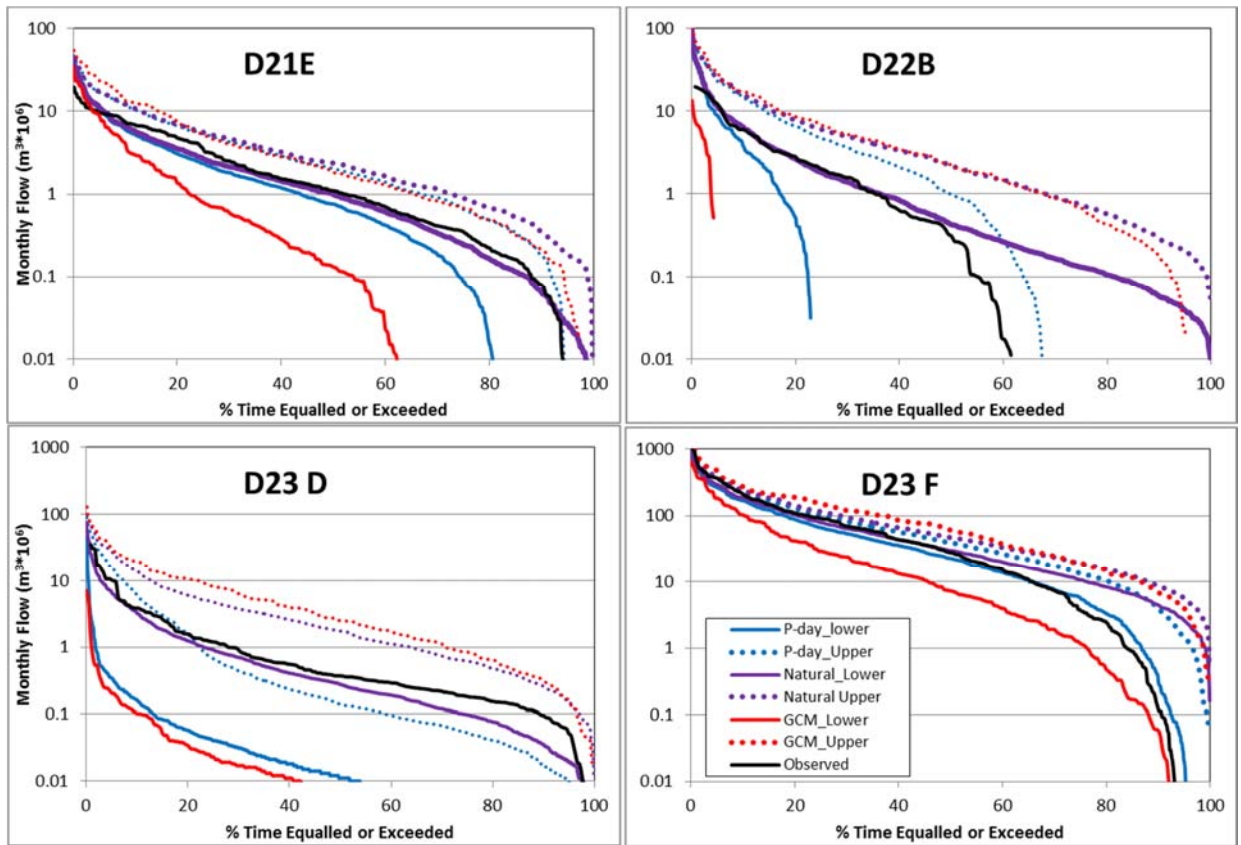 D21E
Monthly Flow (m³*10⁶)
100
10
1
0.1
0.01
0 20 40 60 80 100
% Time Equalled or Exceeded
D22B
100
10
1
0.1
0.01
0 20 40 60 80 100
% Time Equalled or Exceeded
D23 D
Monthly Flow (m³*10⁶)
1000
100
10
1
0.1
0.01
0 20 40 60 80 100
% Time Equalled or Exceeded
D23 F
1000
100
10
1
0.1
0.01
P-day_lower
P-day_Upper
Natural_Lower
Natural Upper
GCM_Lower
GCM_Upper
Observed
0 20 40 60 80 100
% Time Equalled or Exceeded